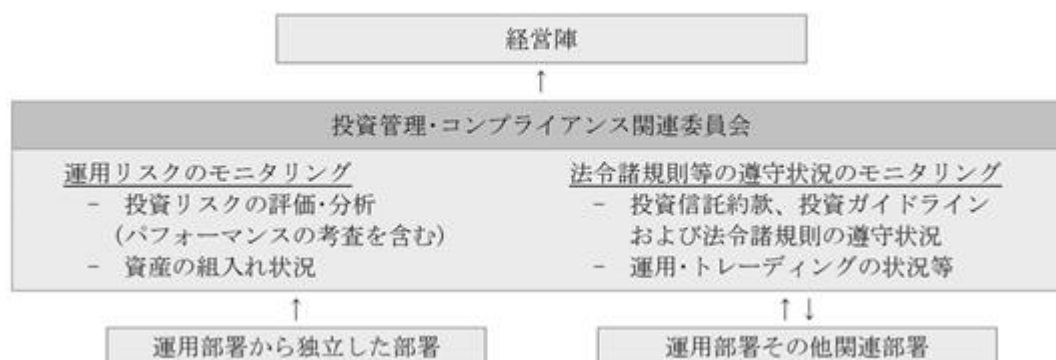 経営陣
↑
投資管理・コンプライアンス関連委員会
運用リスクのモニタリング
− 投資リスクの評価・分析
（パフォーマンスの考査を含む）
− 資産の組入れ状況
法令諸規則等の遵守状況のモニタリング
− 投資信託約款、投資ガイドライン
および法令諸規則の遵守状況
− 運用・トレーディングの状況等
↑
↑↓
運用部署から独立した部署
運用部署その他関連部署